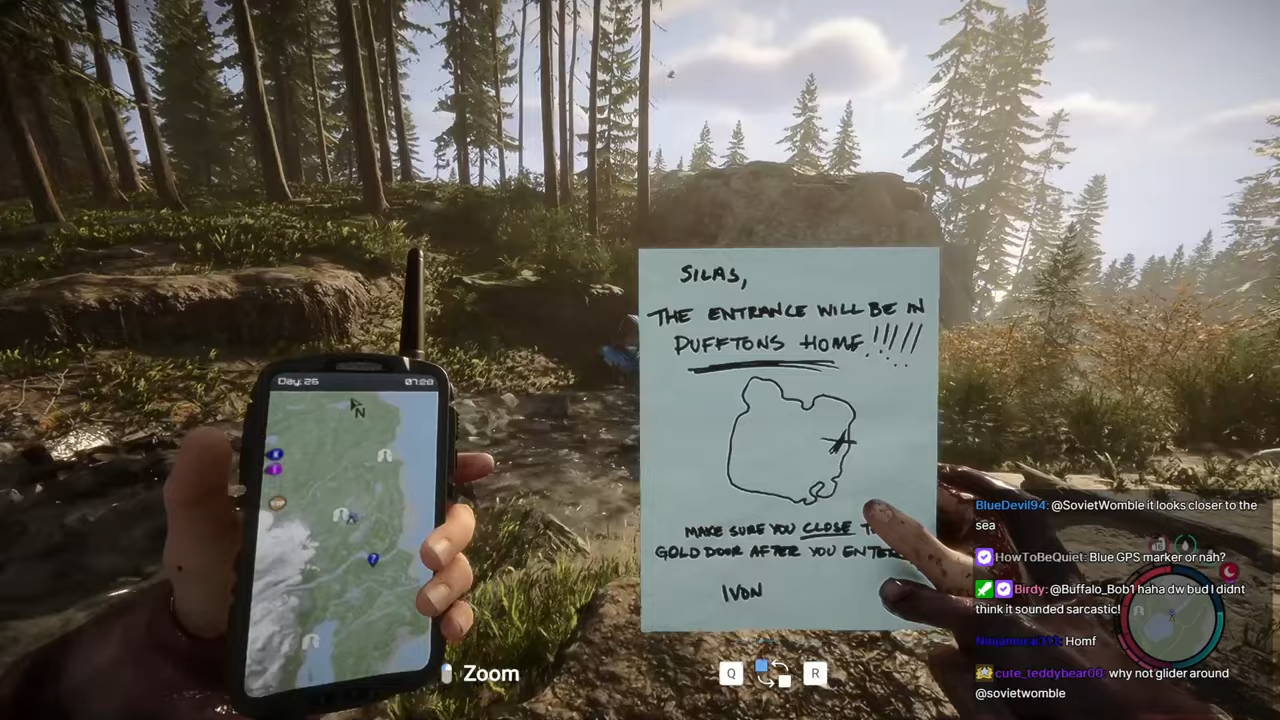 SILAS,
THE ENTRANCE WILL BE IN
PUFFTONS HOME!!!!!
MAKE SURE YOU CLOSE
GOLD DOOR AFTER YOU ENTER
IVON
Day: 26
07:28
N
Zoom
Q
R
BlueDevil94: @SovietWomble it looks closer to the
sea
HowToBeQuiet: Blue GPS marker or nah?
Birdy: @Buffalo_Bob1 haha dw bud I didnt
think it sounded sarcastic!
Homf
cute_teddybear00: why not glider around
@sovietwomble